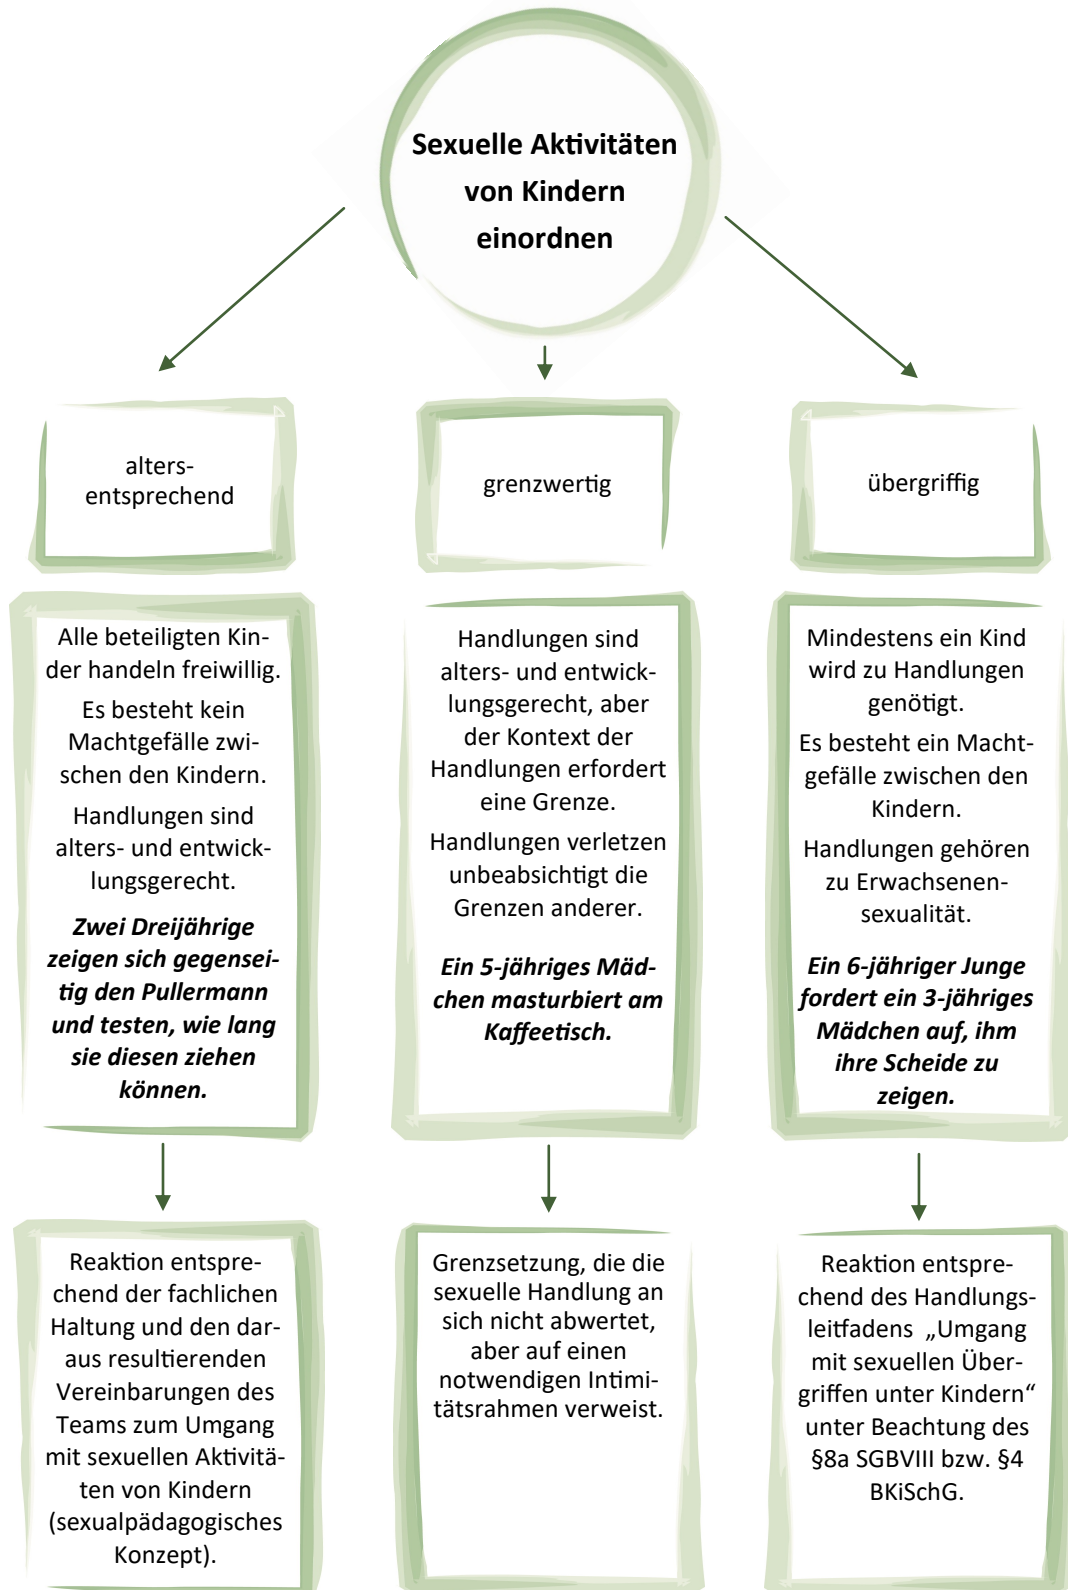 Sexuelle Aktivitäten
von Kindern
einordnen
alters-
entsprechend
grenzwertig
übergriffig
Alle beteiligten Kin-
der handeln freiwillig.
Es besteht kein
Machtgefälle zwi-
schen den Kindern.
Handlungen sind
alters- und entwick-
lungsgerecht.
Zwei Dreijährige
zeigen sich gegensei-
tig den Pullermann
und testen, wie lang
sie diesen ziehen
können.
Handlungen sind
alters- und entwick-
lungsgerecht, aber
der Kontext der
Handlungen erfordert
eine Grenze.
Handlungen verletzen
unbeabsichtigt die
Grenzen anderer.
Ein 5-jähriges Mäd-
chen masturbiert am
Kaffeetisch.
Mindestens ein Kind
wird zu Handlungen
genötigt.
Es besteht ein Macht-
gefälle zwischen den
Kindern.
Handlungen gehören
zu Erwachsenen-
sexualität.
Ein 6-jähriger Junge
fordert ein 3-jähriges
Mädchen auf, ihm
ihre Scheide zu
zeigen.
Reaktion entspre-
chend der fachlichen
Haltung und den dar-
aus resultierenden
Vereinbarungen des
Teams zum Umgang
mit sexuellen Aktivitä-
ten von Kindern
(sexualpädagogisches
Konzept).
Grenzsetzung, die die
sexuelle Handlung an
sich nicht abwertet,
aber auf einen
notwendigen Intimi-
tätsrahmen verweist.
Reaktion entspre-
chend des Handlungs-
leitfadens „Umgang
mit sexuellen Über-
griffen unter Kindern“
unter Beachtung des
§8a SGBVIII bzw. §4
BKiSchG.